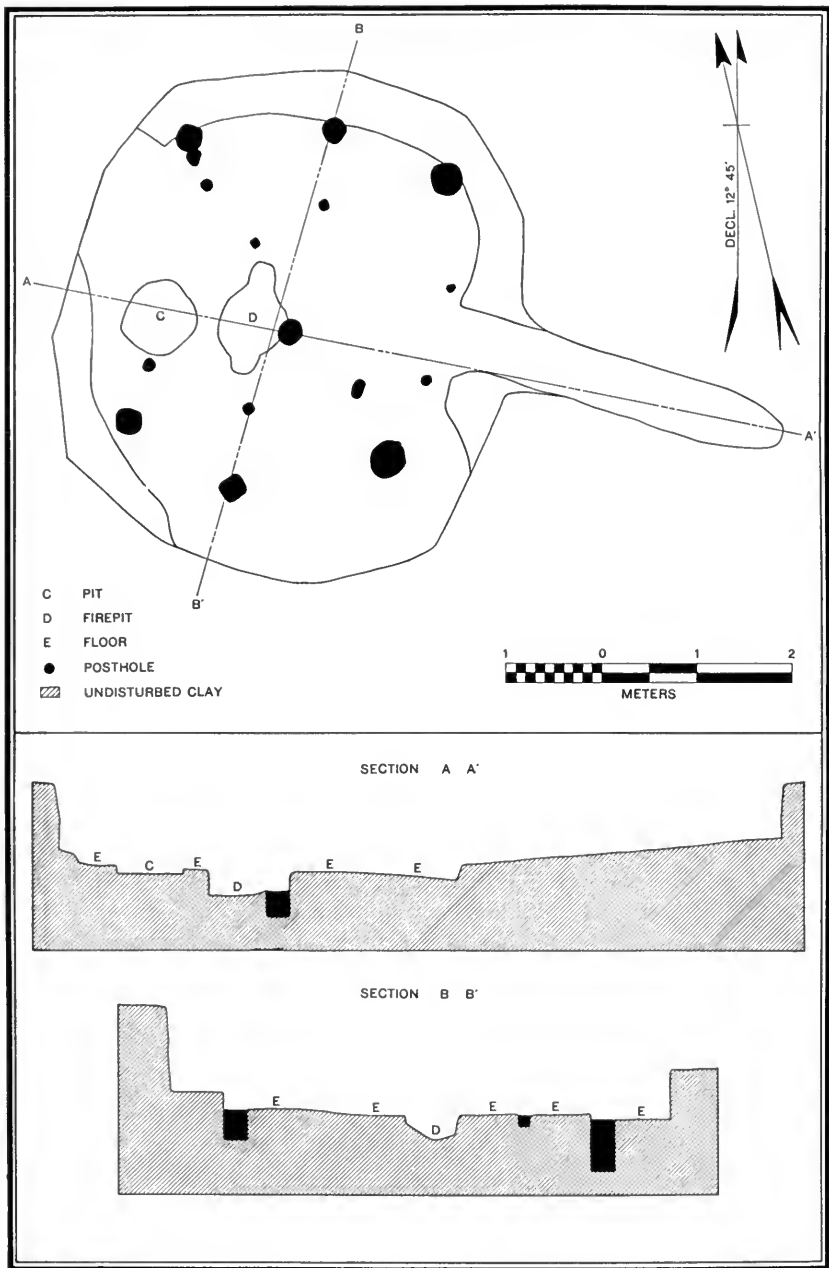 B
DECL. 12° 45'
A
C
D
A'
B'
C PIT
D FIREPIT
E FLOOR
POSTHOLE
UNDISTURBED CLAY
1 0 1 2
METERS
SECTION A A'
E C E D E E
SECTION B B'
E E D E E E